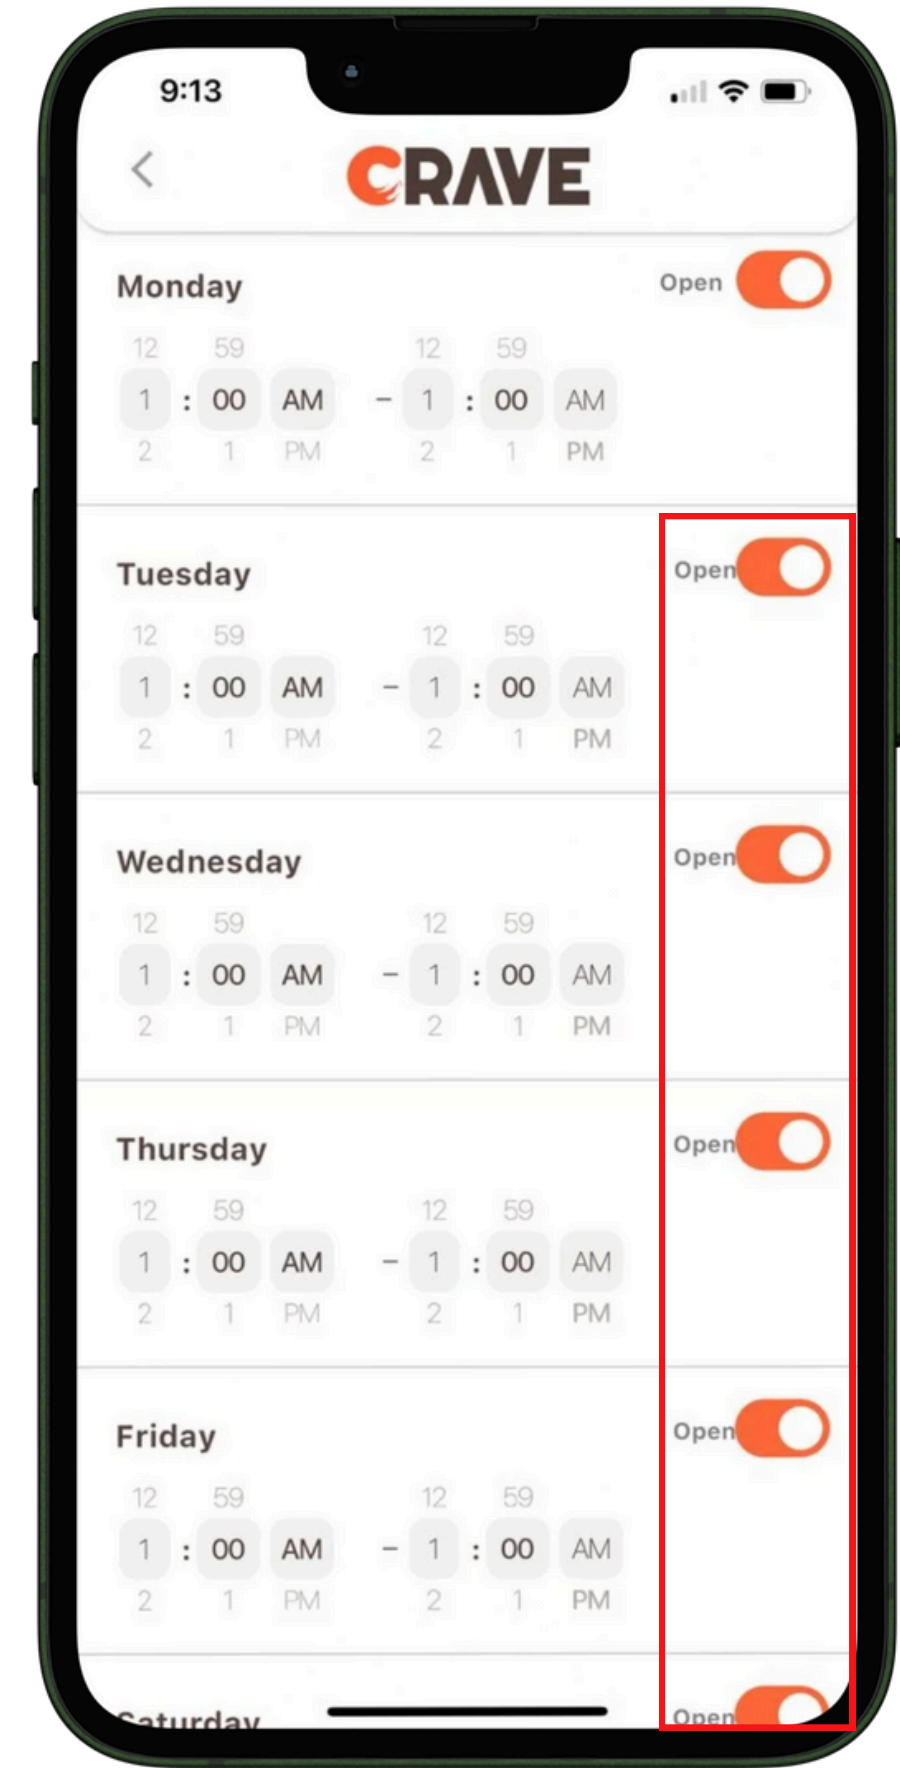 9:13
CRAVE
Monday Open
12 59 12 59
1 : 00 AM – 1 : 00 AM
2 1 PM 2 1 PM
Tuesday Open
12 59 12 59
1 : 00 AM – 1 : 00 AM
2 1 PM 2 1 PM
Wednesday Open
12 59 12 59
1 : 00 AM – 1 : 00 AM
2 1 PM 2 1 PM
Thursday Open
12 59 12 59
1 : 00 AM – 1 : 00 AM
2 1 PM 2 1 PM
Friday Open
12 59 12 59
1 : 00 AM – 1 : 00 AM
2 1 PM 2 1 PM
Saturday Open